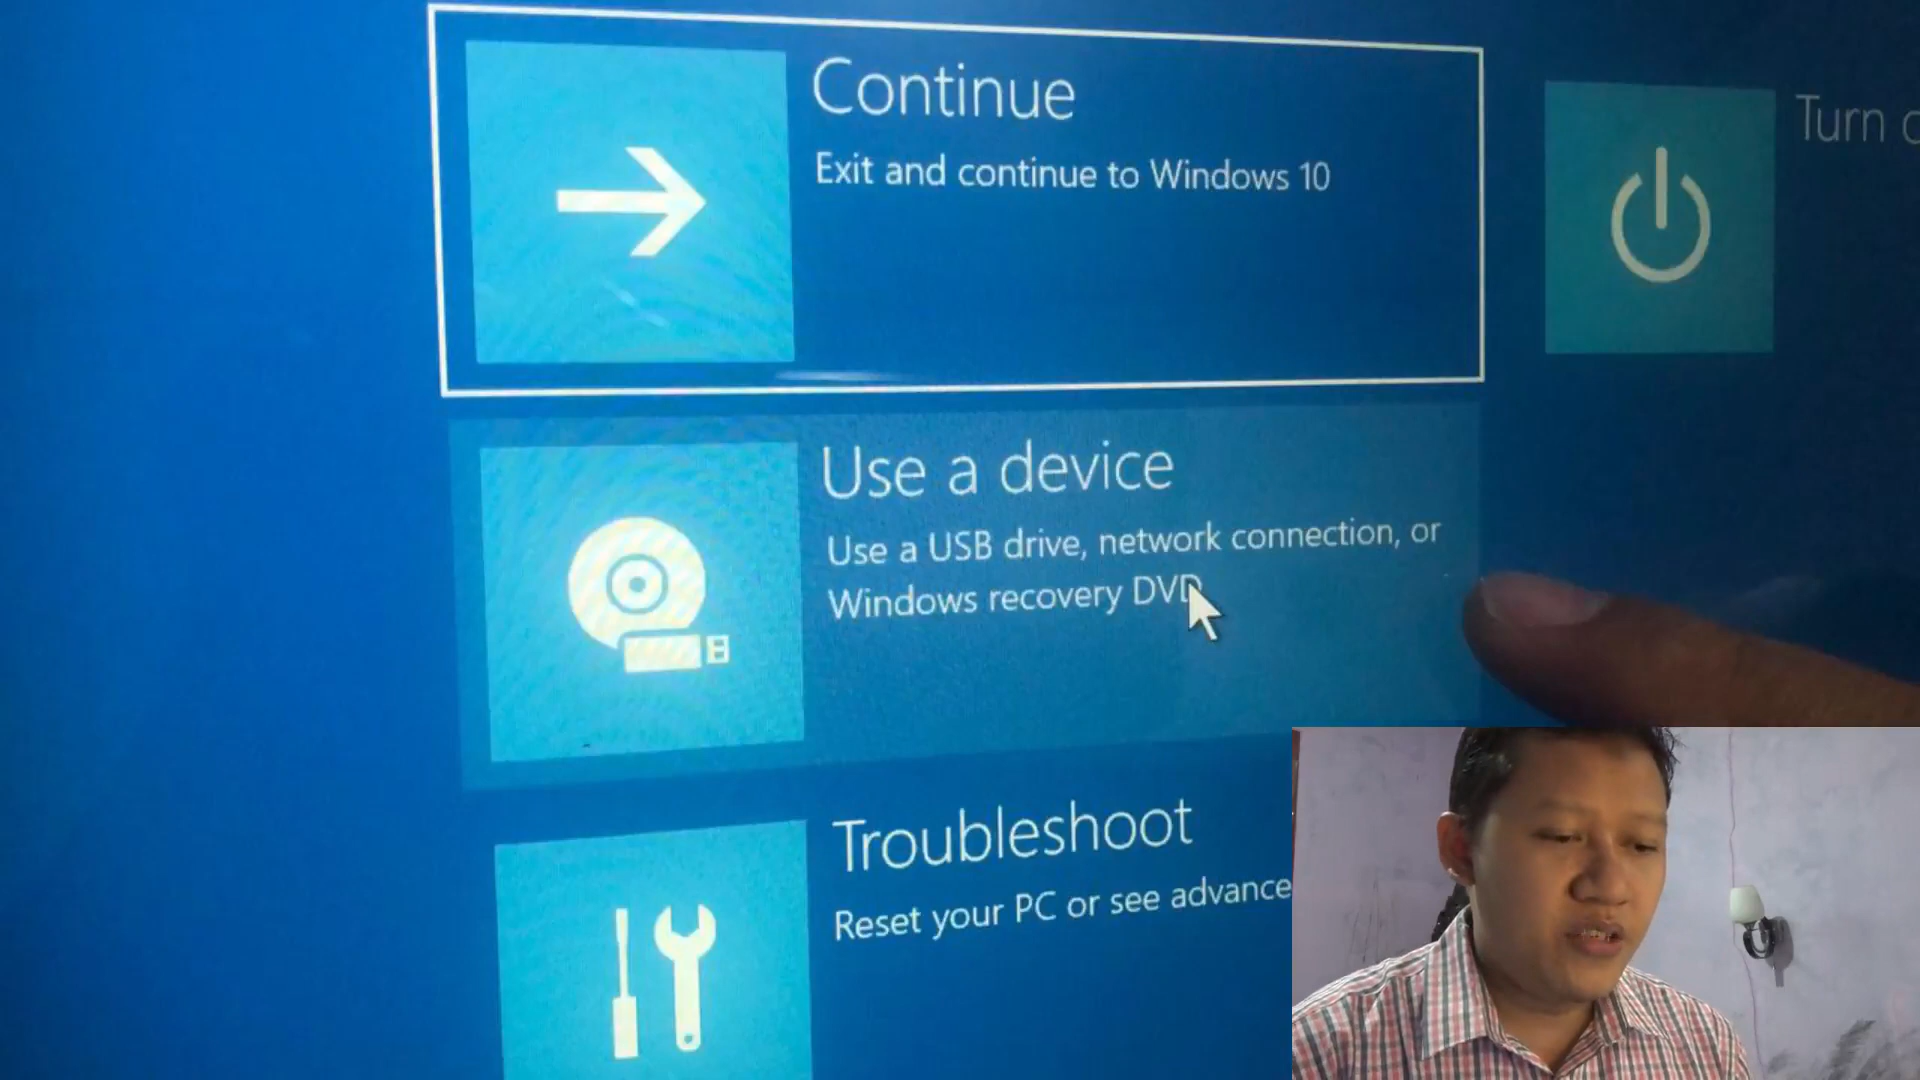 Continue
Exit and continue to Windows 10
Turn
Use a device
Use a USB drive, network connection, or
Windows recovery DVD
Troubleshoot
Reset your PC or see